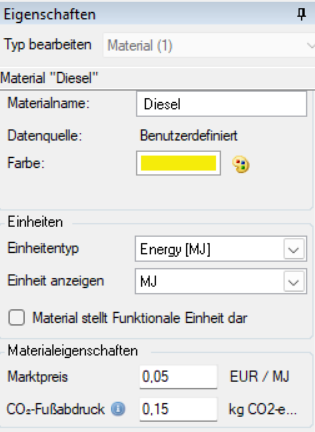 Eigenschaften
Typ bearbeiten Material (1)
Material "Diesel"
Materialname: Diesel
Datenquelle: Benutzerdefiniert
Farbe:
Einheiten
Einheitentyp Energy [MJ]
Einheit anzeigen MJ
Material stellt Funktionale Einheit dar
Materialeigenschaften
Marktpreis 0,05 EUR / MJ
CO₂-Fußabdruck 0,15 kg CO2-e...